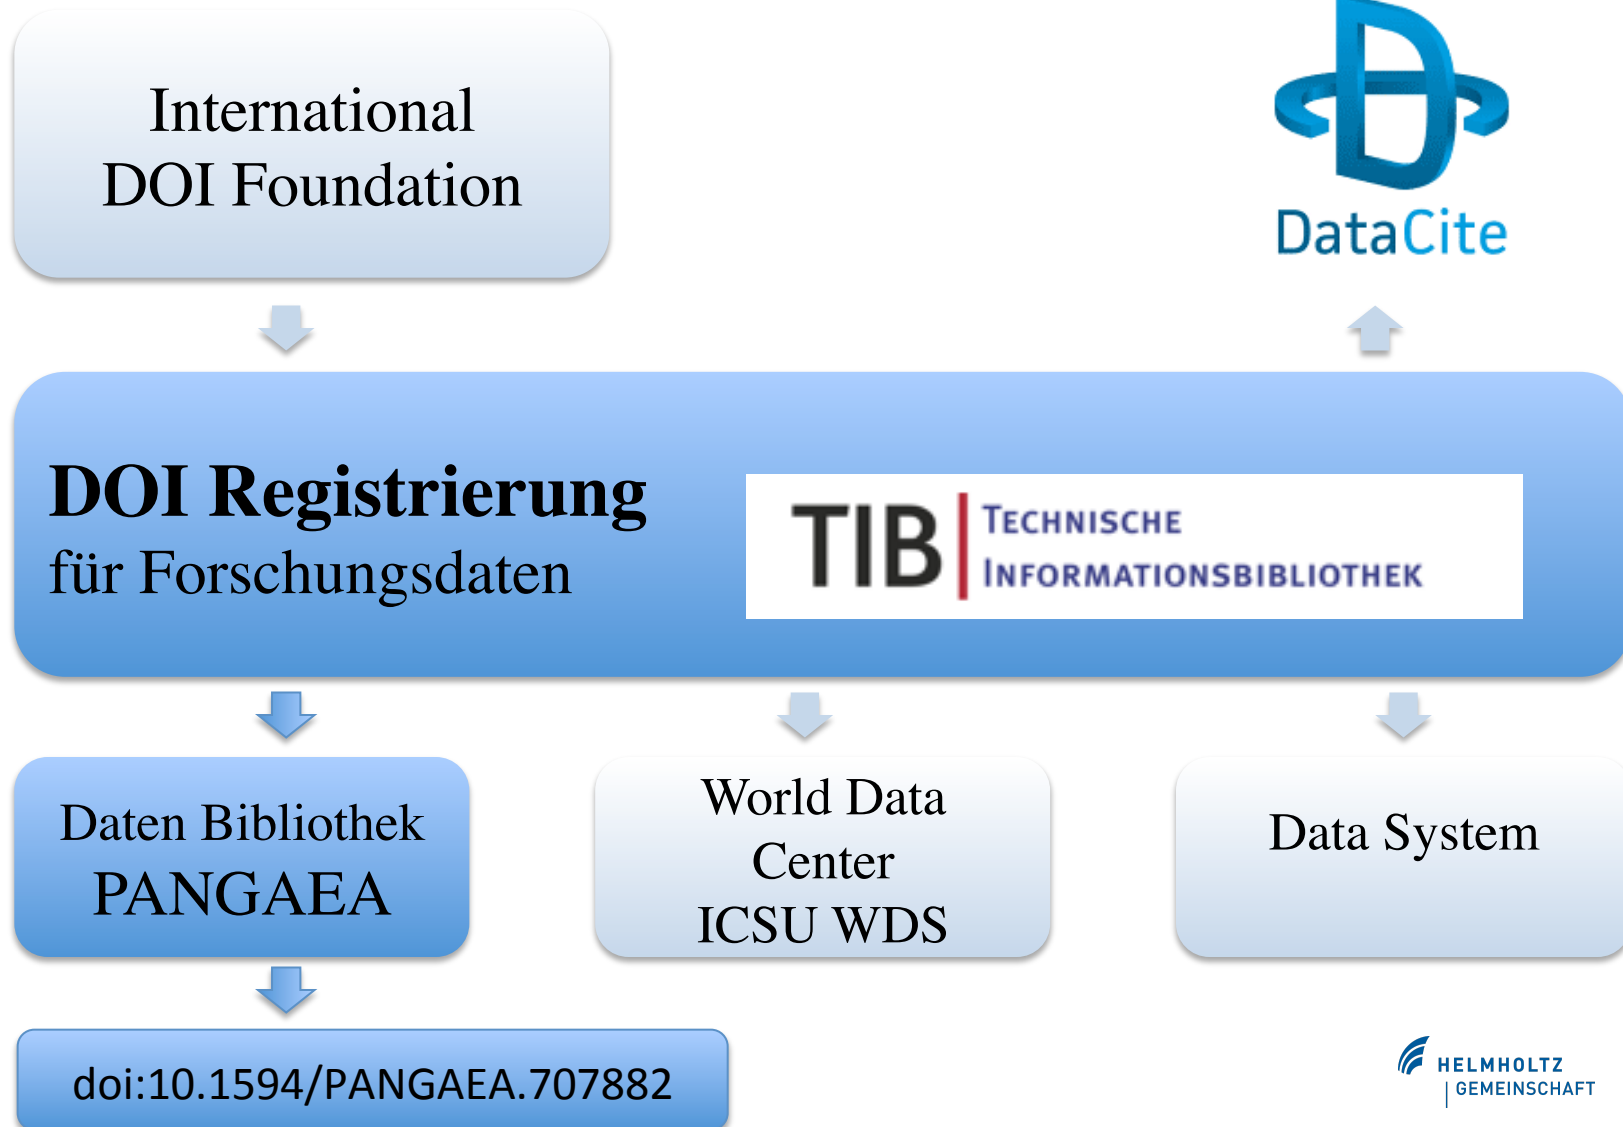 International
DOI Foundation
DataCite
DOI Registrierung
für Forschungsdaten
TIB
TECHNISCHE
INFORMATIONSBIBLIOTHEK
Daten Bibliothek
PANGAEA
World Data
Center
ICSU WDS
Data System
doi:10.1594/PANGAEA.707882
HELMHOLTZ
GEMEINSCHAFT